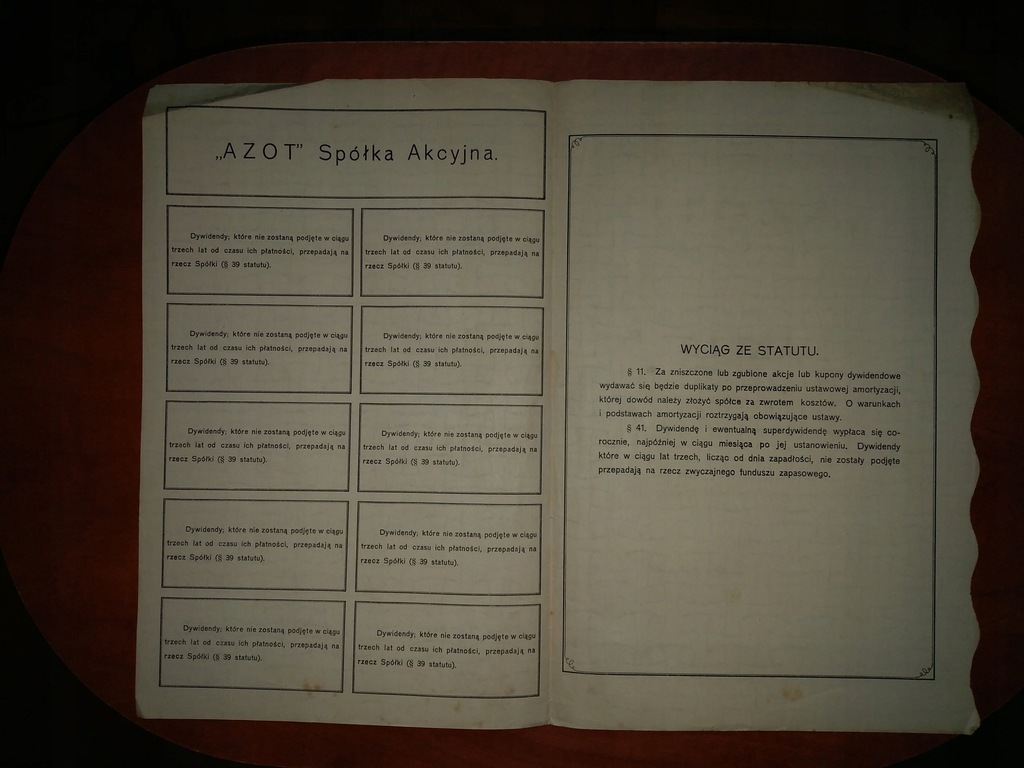 „AZOT” Spółka Akcyjna.
Dywidendy, które nie zostaną podjęte w ciągu
trzech lat od czasu ich płatności, przepadają na
rzecz Spółki (§ 39 statutu).
Dywidendy, które nie zostaną podjęte w ciągu
trzech lat od czasu ich płatności, przepadają na
rzecz Spółki (§ 39 statutu).
Dywidendy, które nie zostaną podjęte w ciągu
trzech lat od czasu ich płatności, przepadają na
rzecz Spółki (§ 39 statutu).
Dywidendy, które nie zostaną podjęte w ciągu
trzech lat od czasu ich płatności, przepadają na
rzecz Spółki (§ 39 statutu).
Dywidendy, które nie zostaną podjęte w ciągu
trzech lat od czasu ich płatności, przepadają na
rzecz Spółki (§ 39 statutu).
Dywidendy, które nie zostaną podjęte w ciągu
trzech lat od czasu ich płatności, przepadają na
rzecz Spółki (§ 39 statutu).
Dywidendy, które nie zostaną podjęte w ciągu
trzech lat od czasu ich płatności, przepadają na
rzecz Spółki (§ 39 statutu).
Dywidendy, które nie zostaną podjęte w ciągu
trzech lat od czasu ich płatności, przepadają na
rzecz Spółki (§ 39 statutu).
Dywidendy, które nie zostaną podjęte w ciągu
trzech lat od czasu ich płatności, przepadają na
rzecz Spółki (§ 39 statutu).
Dywidendy, które nie zostaną podjęte w ciągu
trzech lat od czasu ich płatności, przepadają na
rzecz Spółki (§ 39 statutu).
WYCIĄG ZE STATUTU.
§ 11. Za zniszczone lub zgubione akcje lub kupony dywidendowe
wydawać się będzie duplikaty po przeprowadzeniu ustawowej amortyzacji,
której dowód należy złożyć spółce za zwrotem kosztów. O warunkach
i podstawach amortyzacji roztrzygają obowiązujące ustawy.
§ 41. Dywidendę i ewentualną superdywidendę wypłaca się co-
rocznie, najpóźniej w ciągu miesiąca po jej ustanowieniu. Dywidendy
które w ciągu lat trzech, licząc od dnia zapadłości, nie zostały podjęte
przepadają na rzecz zwyczajnego funduszu zapasowego.